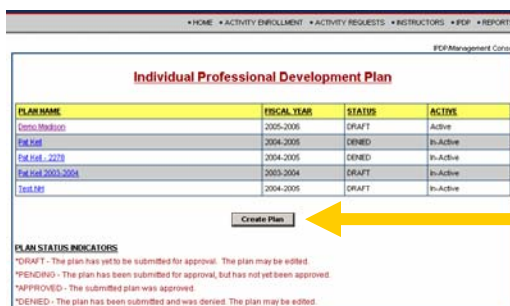 • HOME • ACTIVITY ENROLLMENT • ACTIVITY REQUESTS • INSTRUCTORS • IPDP • REPORTS
IPDP/Management Conso
Individual Professional Development Plan
PLAN NAME FISCAL YEAR STATUS ACTIVE
Demo Madison 2005-2006 DRAFT Active
Pat Keil 2004-2005 DENIED In-Active
Pat Keil - 2278 2004-2005 DENIED In-Active
Pat Keil 2003-2004 2003-2004 DRAFT In-Active
Test NH 2004-2005 DRAFT In-Active
Create Plan
PLAN STATUS INDICATORS
*DRAFT - The plan has yet to be submitted for approval. The plan may be edited.
*PENDING - The plan has been submitted for approval, but has not yet been approved.
*APPROVED - The submitted plan was approved.
*DENIED - The plan has been submitted and was denied. The plan may be edited.